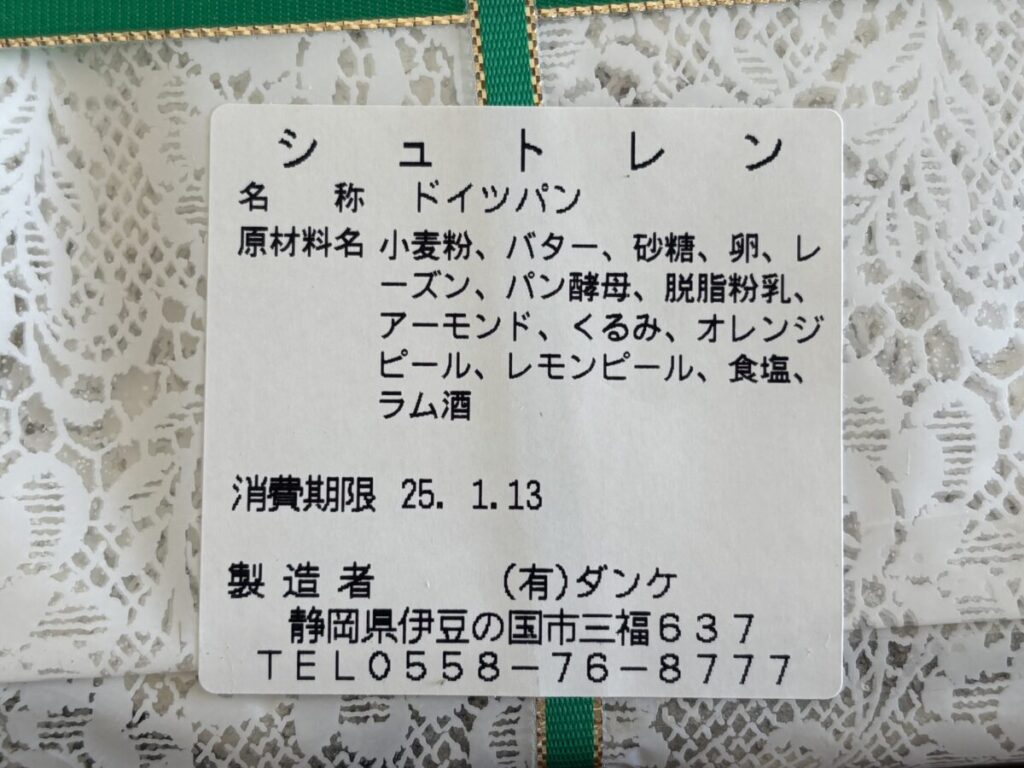 シュトレン
名　称　ドイツパン
原材料名 小麦粉、バター、砂糖、卵、レ
ーズン、パン酵母、脱脂粉乳、
アーモンド、くるみ、オレンジ
ピール、レモンピール、食塩、
ラム酒
消費期限 25. 1.13
製造者　(有)ダンケ
静岡県伊豆の国市三福６３７
ＴＥＬ０５５８－７６－８７７７